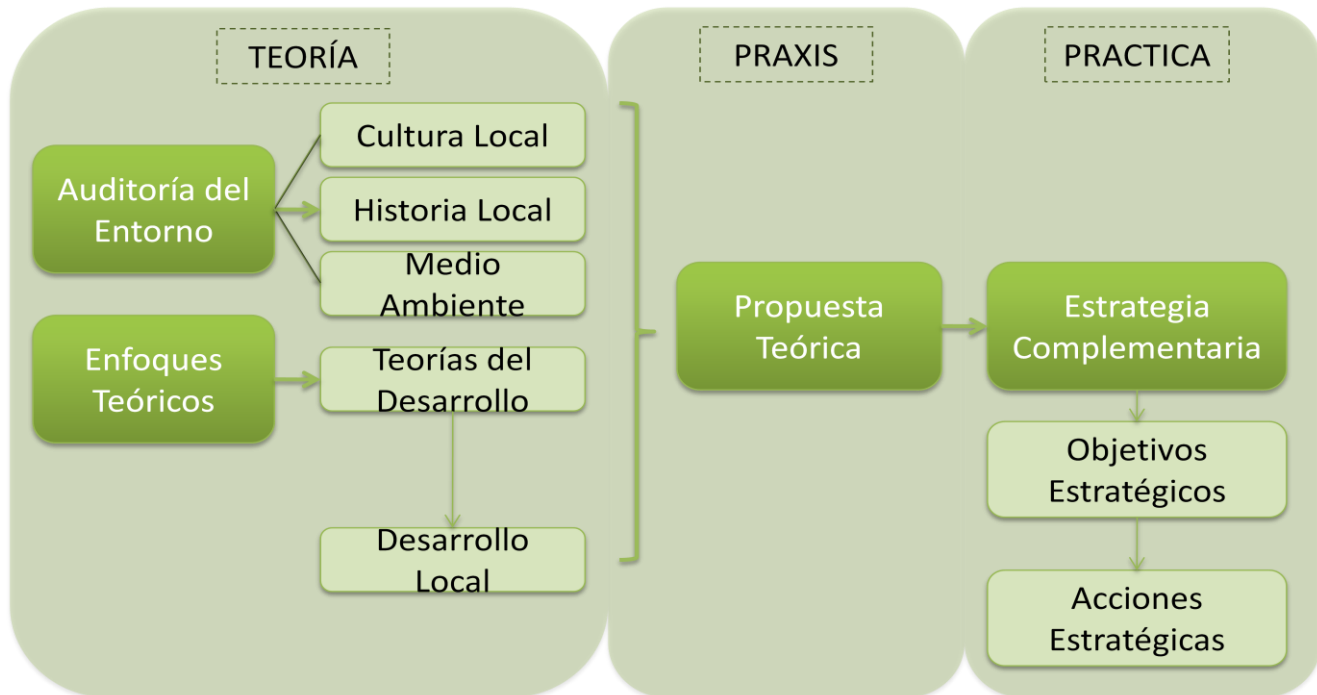 TEORÍA
Auditoría del
Entorno
Cultura Local
Historia Local
Medio
Ambiente
Enfoques
Teóricos
Teorías del
Desarrollo
Desarrollo
Local
PRAXIS
Propuesta
Teórica
PRACTICA
Estrategia
Complementaria
Objetivos
Estratégicos
Acciones
Estratégicas